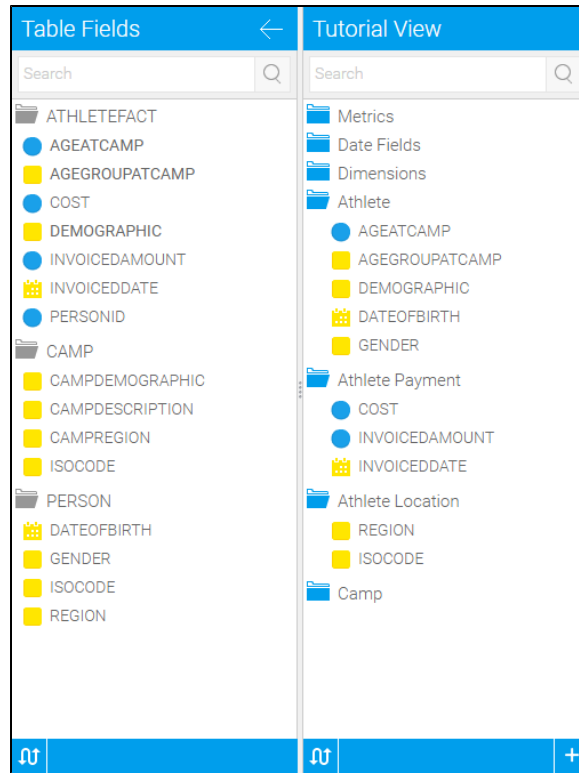 Table Fields
Search
ATHLETEFACT
AGEATCAMP
AGEGROUPATCAMP
COST
DEMOGRAPHIC
INVOICEDAMOUNT
INVOICEDDATE
PERSONID
CAMP
CAMPDEMOGRAPHIC
CAMPDESCRIPTION
CAMPREGION
ISOCODE
PERSON
DATEOFBIRTH
GENDER
ISOCODE
REGION
Tutorial View
Search
Metrics
Date Fields
Dimensions
Athlete
AGEATCAMP
AGEGROUPATCAMP
DEMOGRAPHIC
DATEOFBIRTH
GENDER
Athlete Payment
COST
INVOICEDAMOUNT
INVOICEDDATE
Athlete Location
REGION
ISOCODE
Camp